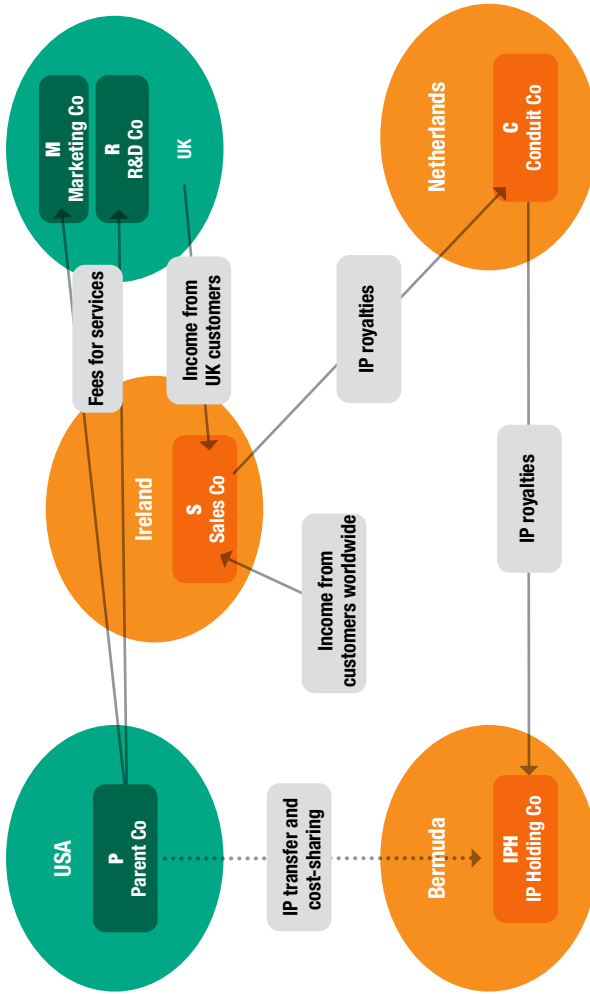 USA
P
Parent Co
Ireland
S
Sales Co
M
Marketing Co
R
R&D Co
UK
Fees for services
Income from
UK customers
Income from
customers worldwide
IP transfer and
cost-sharing
IP royalties
Bermuda
IPH
IP Holding Co
IP royalties
Netherlands
C
Conduit Co